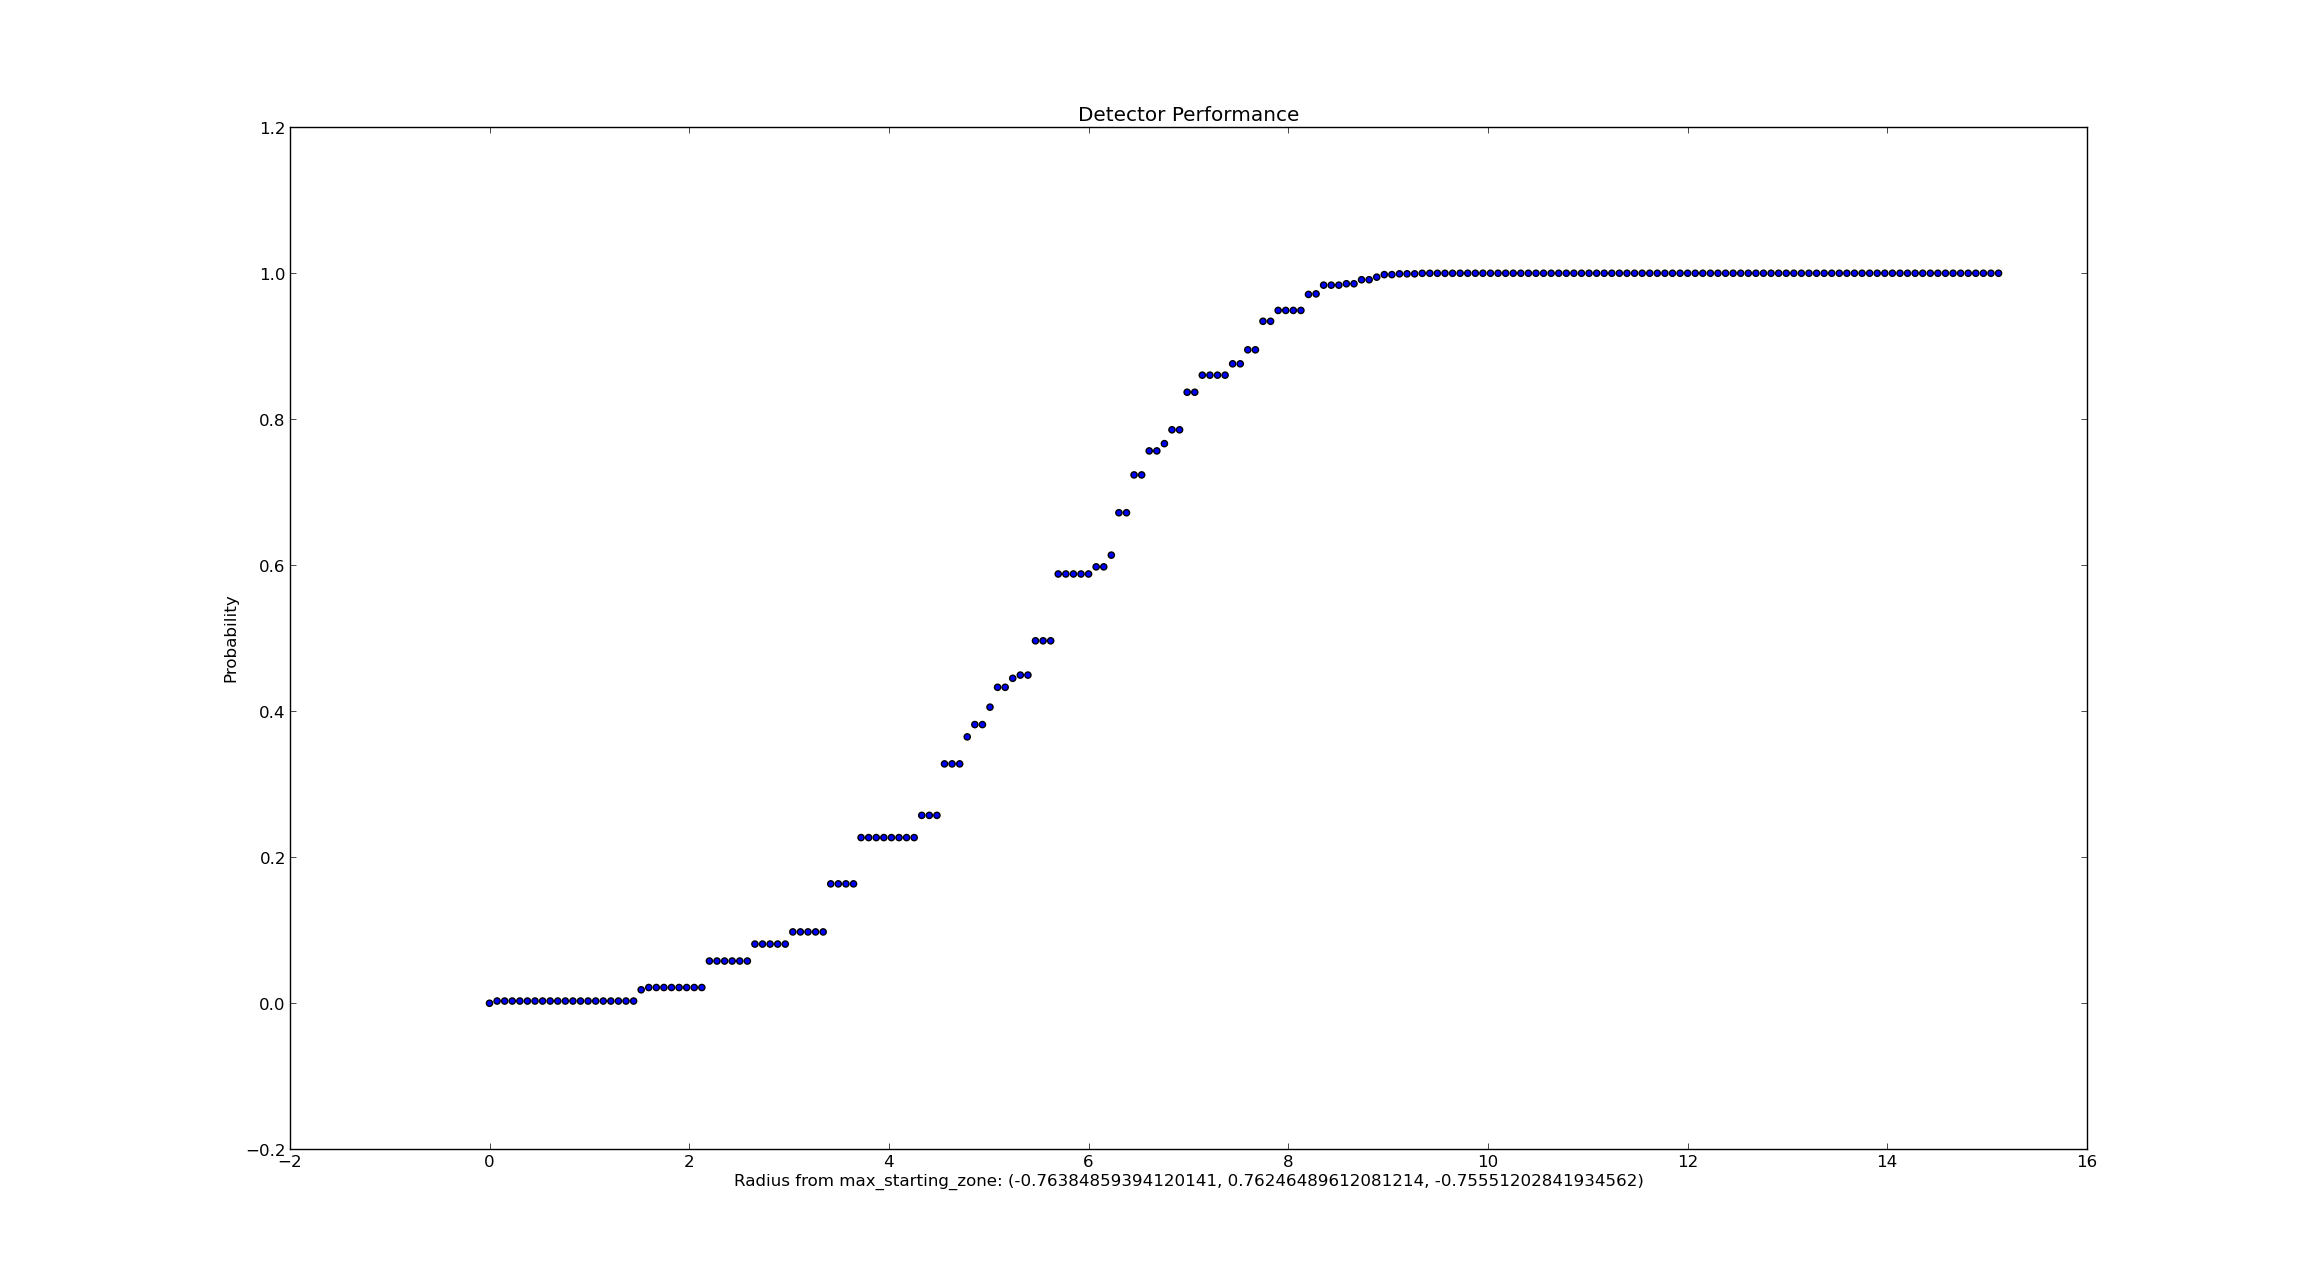 Detector Performance
1.2
1.0
0.8
0.6
0.4
0.2
0.0
−0.2
Probability
−2 0 2 4 6 8 10 12 14 16
Radius from max_starting_zone: (-0.76384859394120141, 0.76246489612081214, -0.75551202841934562)